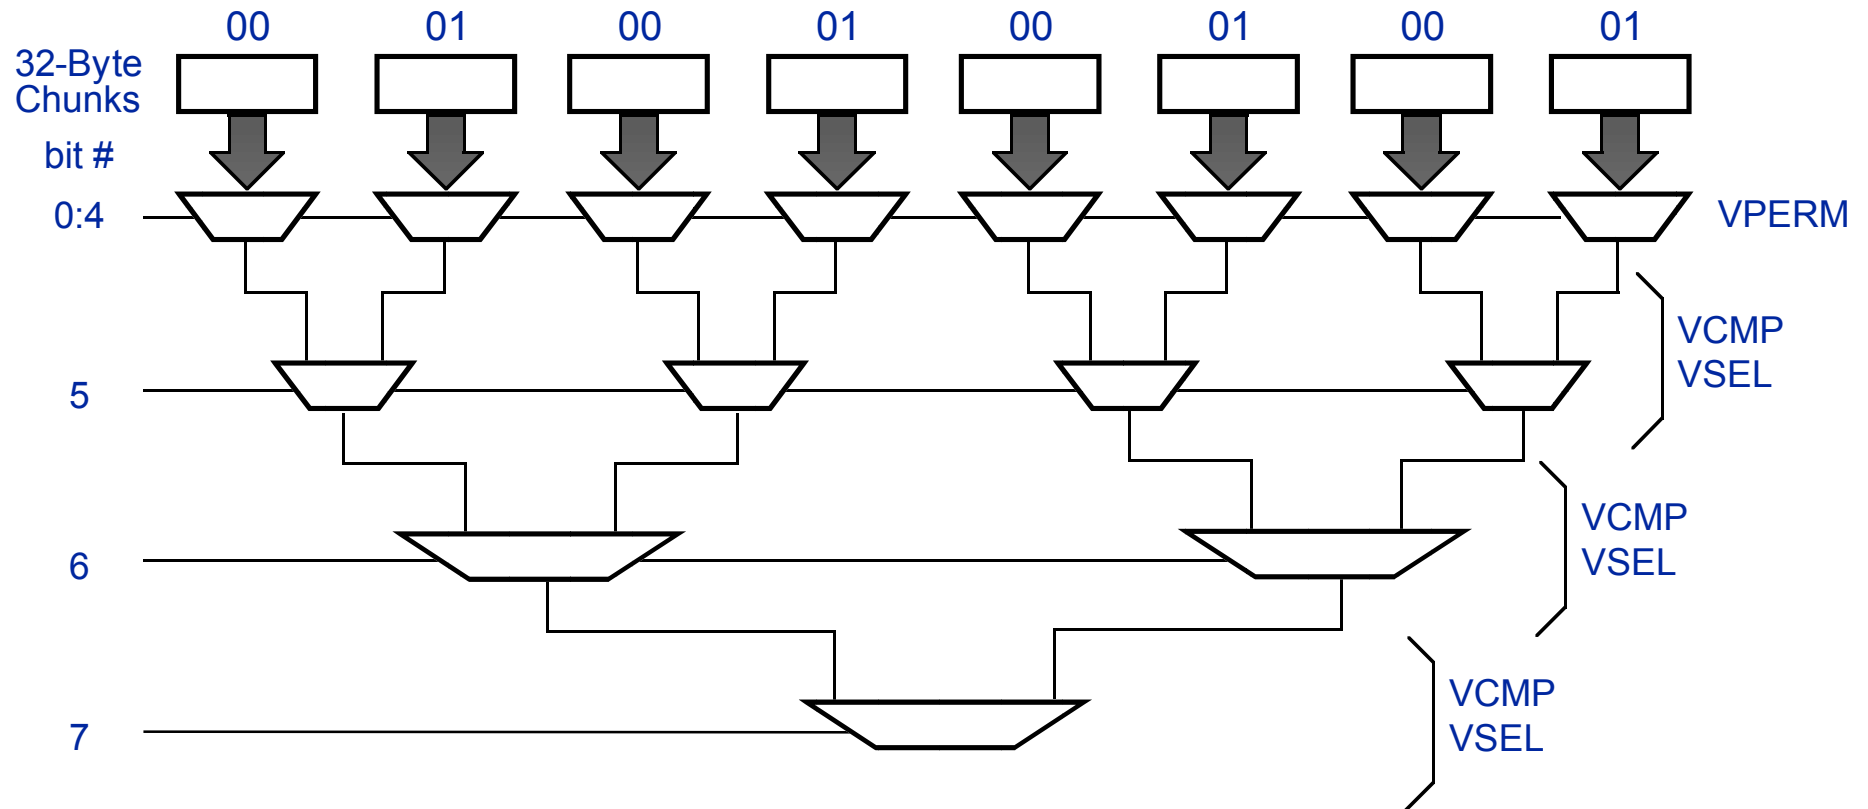 00 01 00 01 00 01 00 01
32-Byte
Chunks
bit #
0:4
VPERM
VCMP
VSEL
5
VCMP
VSEL
6
VCMP
VSEL
7